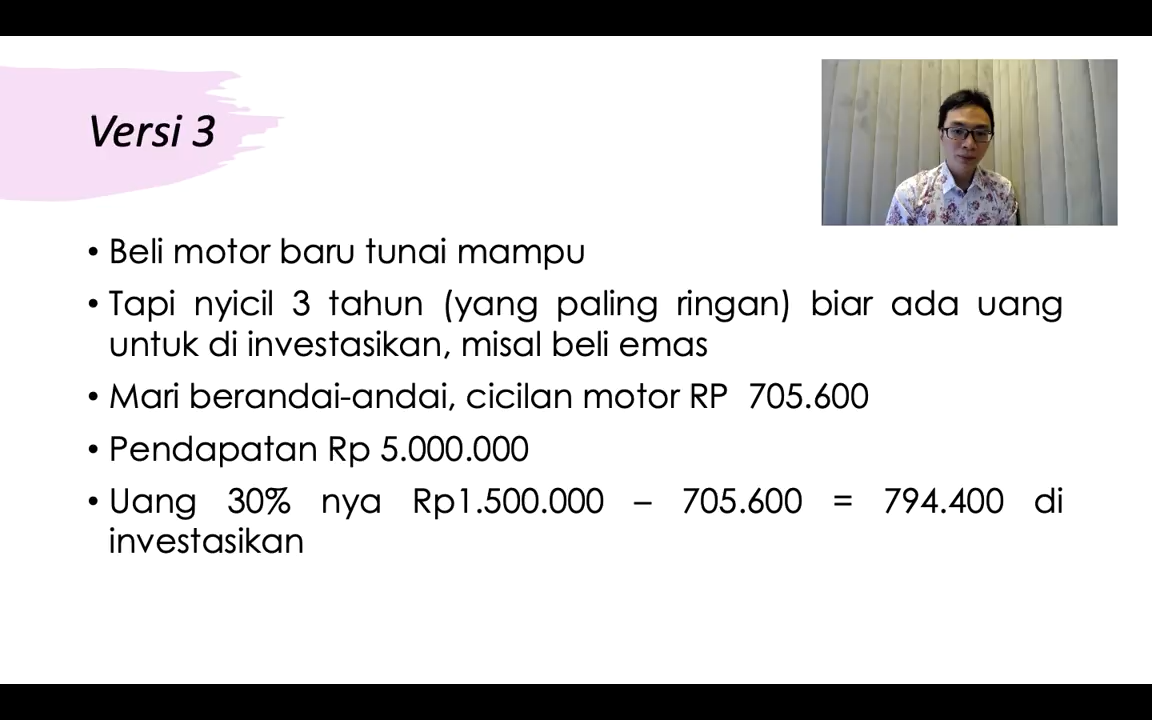 Versi 3
• Beli motor baru tunai mampu
• Tapi nyicil 3 tahun (yang paling ringan) biar ada uang
untuk di investasikan, misal beli emas
• Mari berandai-andai, cicilan motor RP 705.600
• Pendapatan Rp 5.000.000
• Uang 30% nya Rp1.500.000 – 705.600 = 794.400 di
investasikan